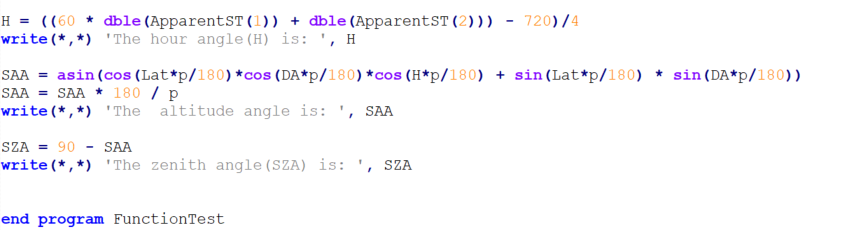 H = ((60 * dble(ApparentST(1)) + dble(ApparentST(2))) - 720)/4
write(*,*) 'The hour angle(H) is: ', H
SAA = asin(cos(Lat*p/180)*cos(DA*p/180)*cos(H*p/180) + sin(Lat*p/180) * sin(DA*p/180))
SAA = SAA * 180 / p
write(*,*) 'The  altitude angle is: ', SAA
SZA = 90 - SAA
write(*,*) 'The zenith angle(SZA) is: ', SZA
end program FunctionTest